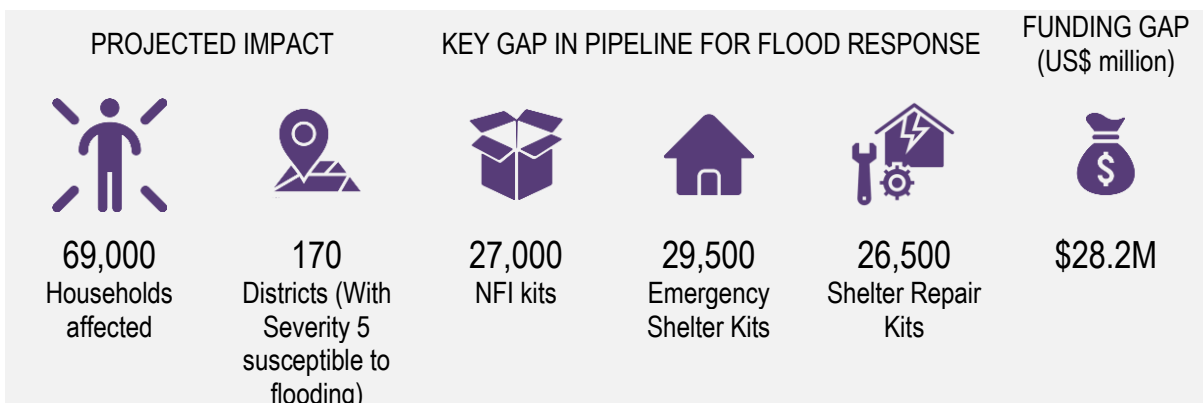 PROJECTED IMPACT
KEY GAP IN PIPELINE FOR FLOOD RESPONSE
FUNDING GAP
(US$ million)
$
69,000
Households
affected
170
Districts (With
Severity 5
susceptible to
flooding)
27,000
NFI kits
29,500
Emergency
Shelter Kits
26,500
Shelter Repair
Kits
$28.2M